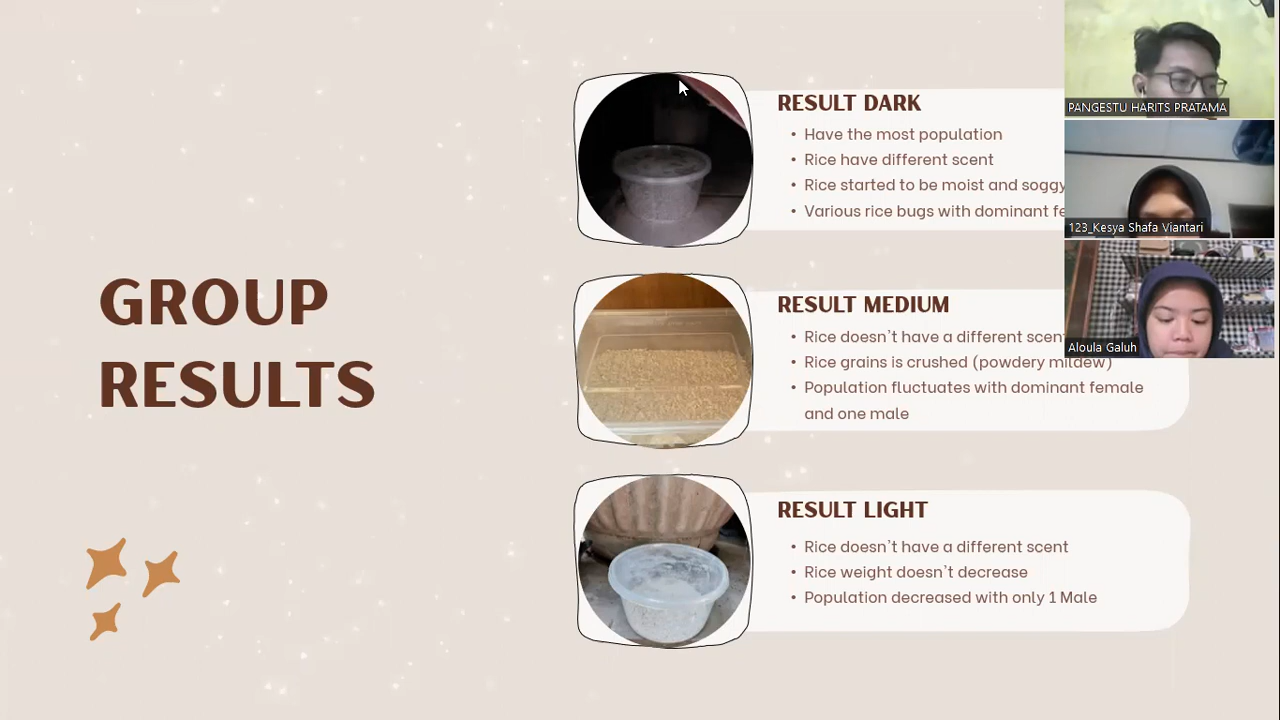 GROUP
RESULTS
RESULT DARK
• Have the most population
• Rice have different scent
• Rice started to be moist and soggy
• Various rice bugs with dominant
RESULT MEDIUM
• Rice doesn't have a different scent
• Rice grains is crushed (powdery mildew)
• Population fluctuates with dominant female
and one male
RESULT LIGHT
• Rice doesn't have a different scent
• Rice weight doesn't decrease
• Population decreased with only 1 Male
PANGESTU HARITS PRATAMA
123_Kesya Shafa Viantari
Aloula Galuh